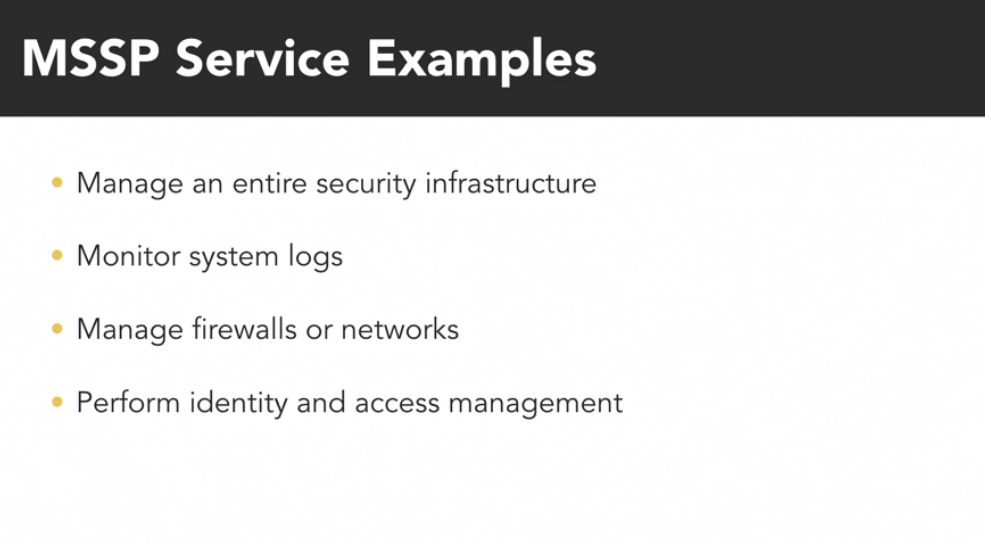 MSSP Service Examples
• Manage an entire security infrastructure
• Monitor system logs
• Manage firewalls or networks
• Perform identity and access management